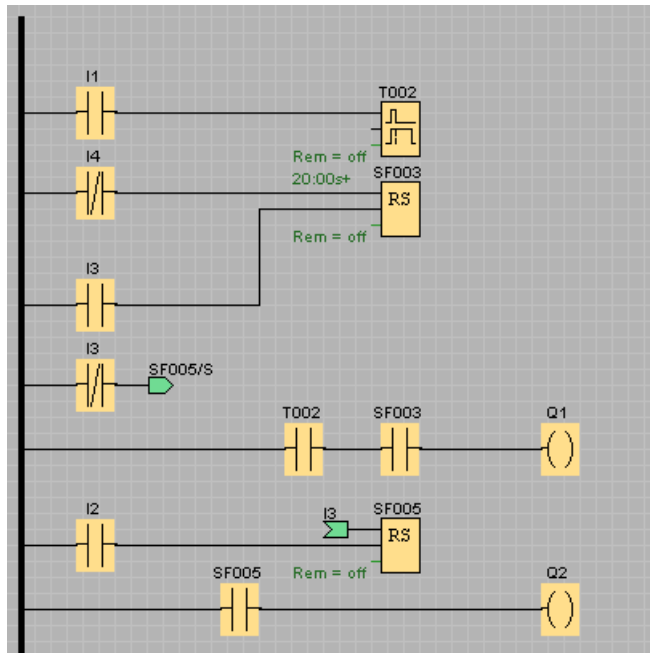 I1
T002
Rem = off
20:00s+
I4
SF003
RS
Rem = off
I3
I3
SF005/S
T002
SF003
Q1
I2
I3
SF005
RS
Rem = off
SF005
Q2